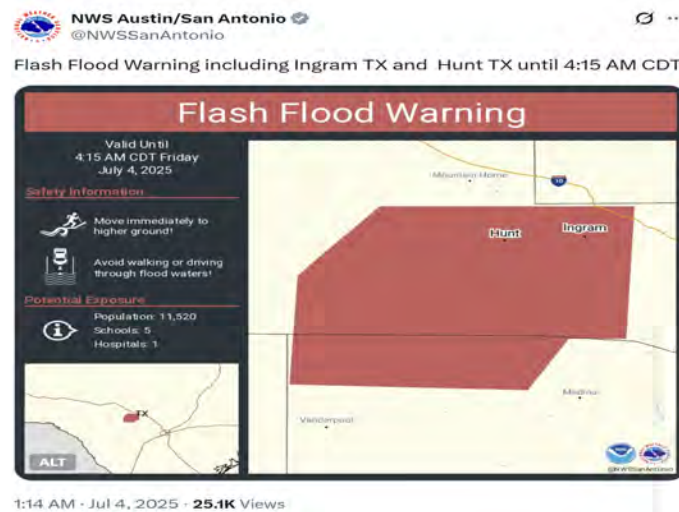 NWS Austin/San Antonio
@NWSSanAntonio
Flash Flood Warning including Ingram TX and Hunt TX until 4:15 AM CDT
Flash Flood Warning
Valid Until
4:15 AM CDT Friday
July 4, 2025
Safety Information
Move immediately to
higher ground!
Avoid walking or driving
through flood waters!
Potential Exposure
Population: 11,520
Schools: 5
Hospitals: 1
Mountain Home
10
Hunt
Ingram
Medina
Vanderpool
TX
ALT
@NWSSanAntonio
1:14 AM · Jul 4, 2025 · 25.1K Views